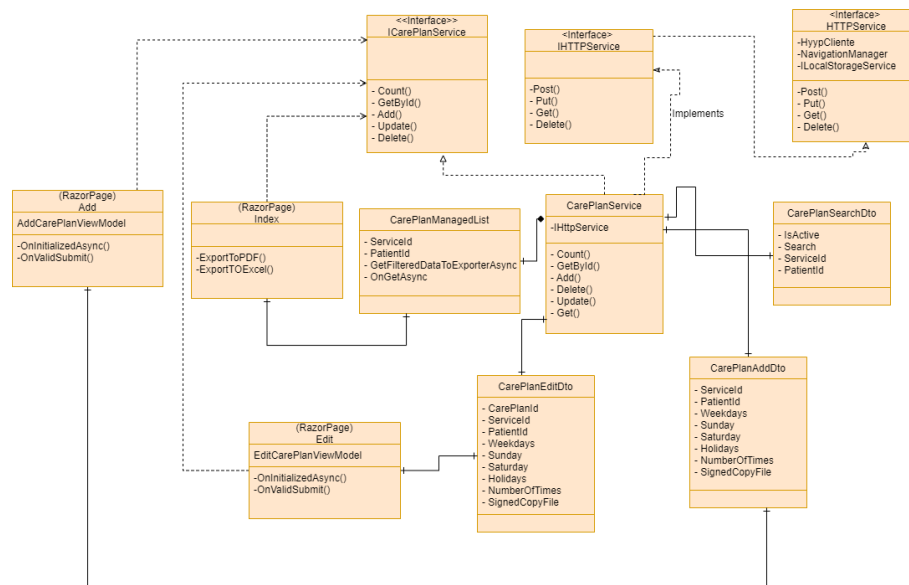 <<Interface>>
ICarePlanService
- Count()
- GetById()
- Add()
- Update()
- Delete()
<Interface>
IHTTPService
-Post()
- Put()
- Get()
- Delete()
<Interface>
HTTPService
-HyypCliente
-NavigationManager
-ILocalStorageService
-Post()
- Put()
- Get()
- Delete()
Implements
(RazorPage)
Add
AddCarePlanViewModel
-OnInitializedAsync()
-OnValidSubmit()
(RazorPage)
Index
-ExportToPDF()
-ExportTOExcel()
CarePlanManagedList
- ServiceId
- PatientId
- GetFilteredDataToExporterAsync
- OnGetAsync
CarePlanService
-IHttpService
- Count()
- GetById()
- Add()
- Delete()
- Update()
- Get()
CarePlanSearchDto
- IsActive
- Search
- ServiceId
- PatientId
(RazorPage)
Edit
EditCarePlanViewModel
-OnInitializedAsync()
- OnValidSubmit()
CarePlanEditDto
- CarePlanId
- ServiceId
- PatientId
- Weekdays
- Sunday
- Saturday
- Holidays
- NumberOfTimes
- SignedCopyFile
CarePlanAddDto
- ServiceId
- PatientId
- Weekdays
- Sunday
- Saturday
- Holidays
- NumberOfTimes
- SignedCopyFile